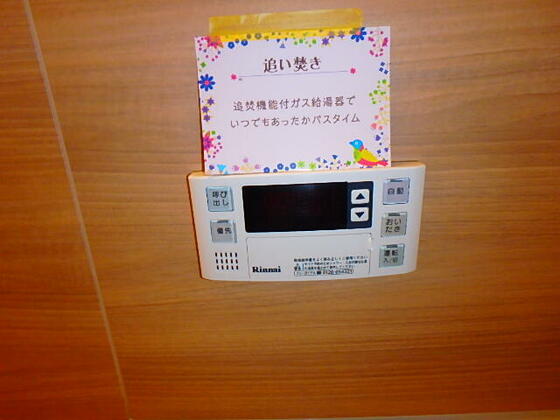 追い焚き
追焚機能付ガス給湯器で
いつでもあったかバスタイム
呼び
出し
自動
優先
おい
だき
運転
入/切
Rinnai